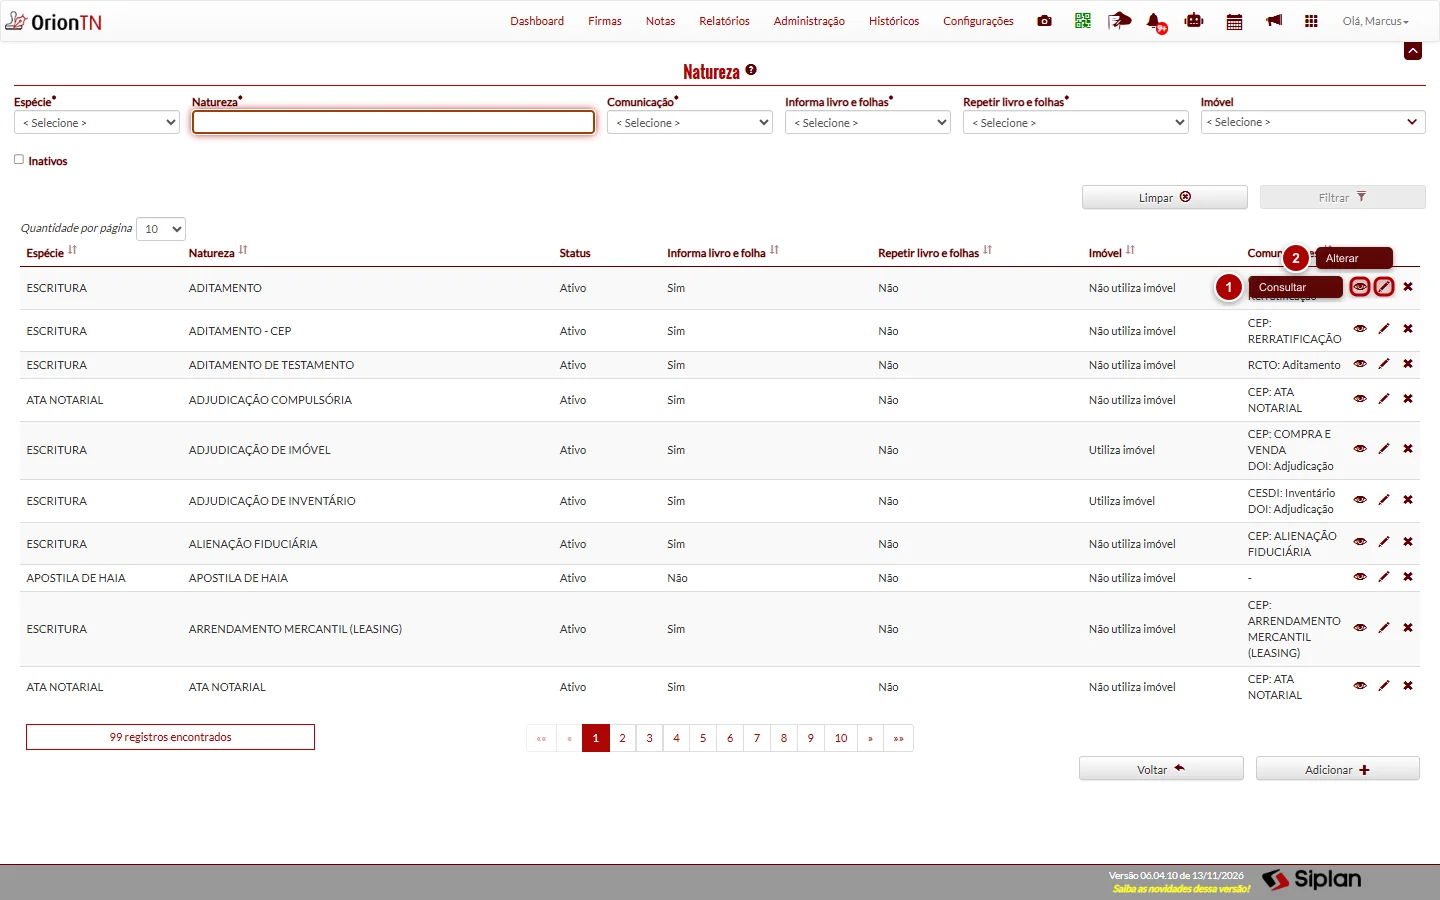 OrionTN
Dashboard Firmas Notas Relatórios Administração Históricos Configurações 9+ Olá, Marcus
Natureza
Espécie* Natureza* Comunicação* Informa livro e folhas* Repetir livro e folhas* Imóvel
< Selecione > < Selecione > < Selecione > < Selecione > < Selecione >
Inativos
Limpar Filtrar
Quantidade por página 10
Espécie Natureza Status Informa livro e folha Repetir livro e folhas Imóvel
2 Alterar
ESCRITURA ADITAMENTO Ativo Sim Não Não utiliza imóvel 1 Consultar
ESCRITURA ADITAMENTO - CEP Ativo Sim Não Não utiliza imóvel CEP:
RERRATIFICAÇÃO
ESCRITURA ADITAMENTO DE TESTAMENTO Ativo Sim Não Não utiliza imóvel RCTO: Aditamento
ATA NOTARIAL ADJUDICAÇÃO COMPULSÓRIA Ativo Sim Não Não utiliza imóvel CEP: ATA
NOTARIAL
ESCRITURA ADJUDICAÇÃO DE IMÓVEL Ativo Sim Não Utiliza imóvel CEP: COMPRA E
VENDA
DOI: Adjudicação
ESCRITURA ADJUDICAÇÃO DE INVENTÁRIO Ativo Sim Não Utiliza imóvel CESDI: Inventário
DOI: Adjudicação
ESCRITURA ALIENAÇÃO FIDUCIÁRIA Ativo Sim Não Não utiliza imóvel CEP: ALIENAÇÃO
FIDUCIÁRIA
APOSTILA DE HAIA APOSTILA DE HAIA Ativo Não Não Não utiliza imóvel -
ESCRITURA ARRENDAMENTO MERCANTIL (LEASING) Ativo Sim Não Não utiliza imóvel CEP:
ARRENDAMENTO
MERCANTIL
(LEASING)
ATA NOTARIAL ATA NOTARIAL Ativo Sim Não Não utiliza imóvel CEP: ATA
NOTARIAL
99 registros encontrados «« « 1 2 3 4 5 6 7 8 9 10 » »»
Voltar Adicionar
Versão 06.04.10 de 13/11/2026
Saiba as novidades dessa versão!
Siplan